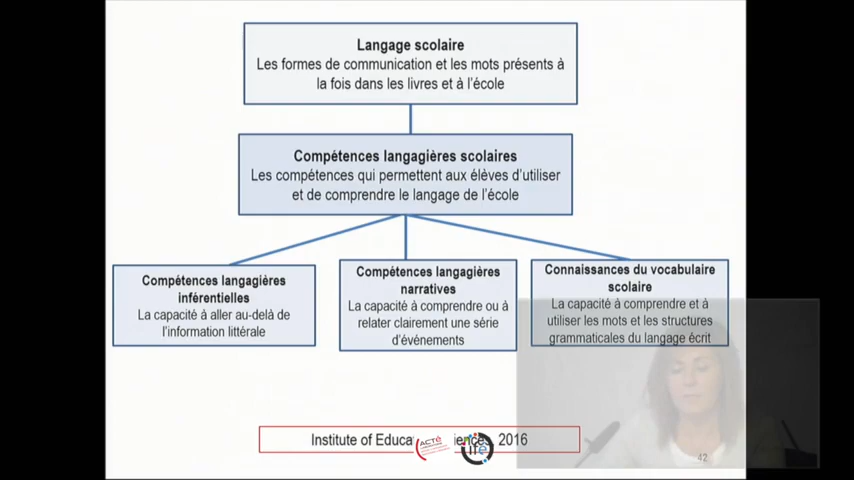 Langage scolaire
Les formes de communication et les mots présents à
la fois dans les livres et à l'école
Compétences langagières scolaires
Les compétences qui permettent aux élèves d'utiliser
et de comprendre le langage de l'école
Compétences langagières
inférentielles
La capacité à aller au-delà de
l'information littérale
Compétences langagières
narratives
La capacité à comprendre ou à
relater clairement une série
d'événements
Connaissances du vocabulaire
scolaire
La capacité à comprendre et à
utiliser les mots et les structures
grammaticales du langage écrit
Institute of 2016
ACTÉ
ifé
42